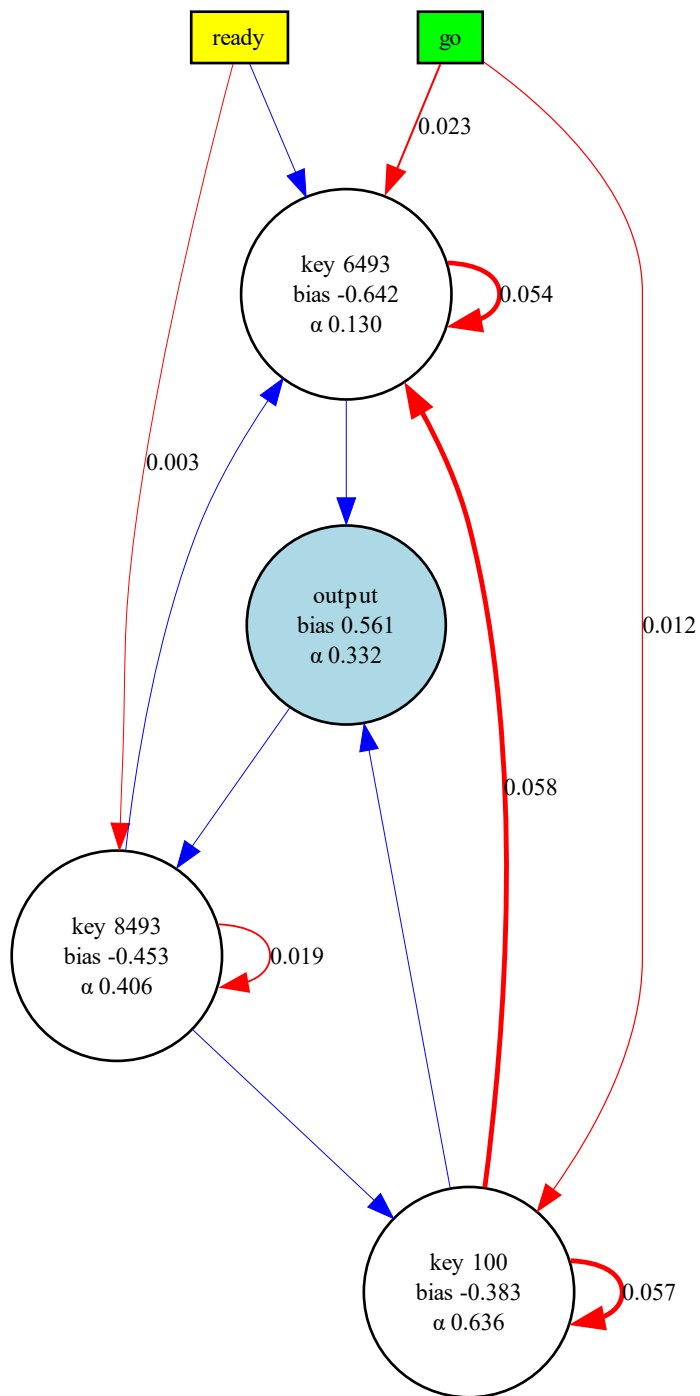 ready
go
0.023
key 6493
bias -0.642
α 0.130
0.054
0.003
output
bias 0.561
α 0.332
0.012
0.058
key 8493
bias -0.453
α 0.406
0.019
key 100
bias -0.383
α 0.636
0.057